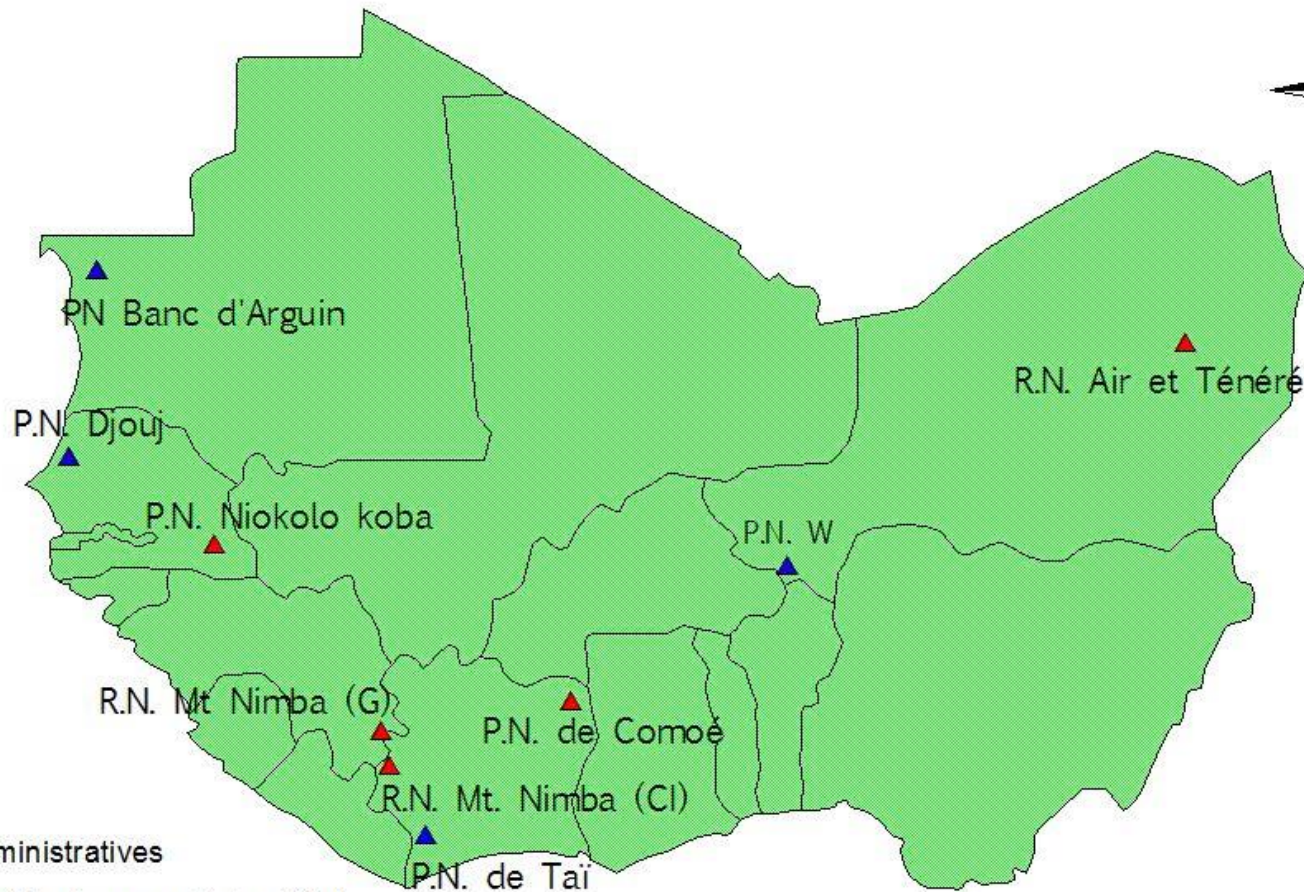 PN Banc d'Arguin
R.N. Air et Ténéré
P.N. Djouj
P.N. Niokolo koba
P.N. W
R.N. Mt Nimba (G)
P.N. de Comoé
R.N. Mt. Nimba (CI)
ministratives
P.N. de Taï